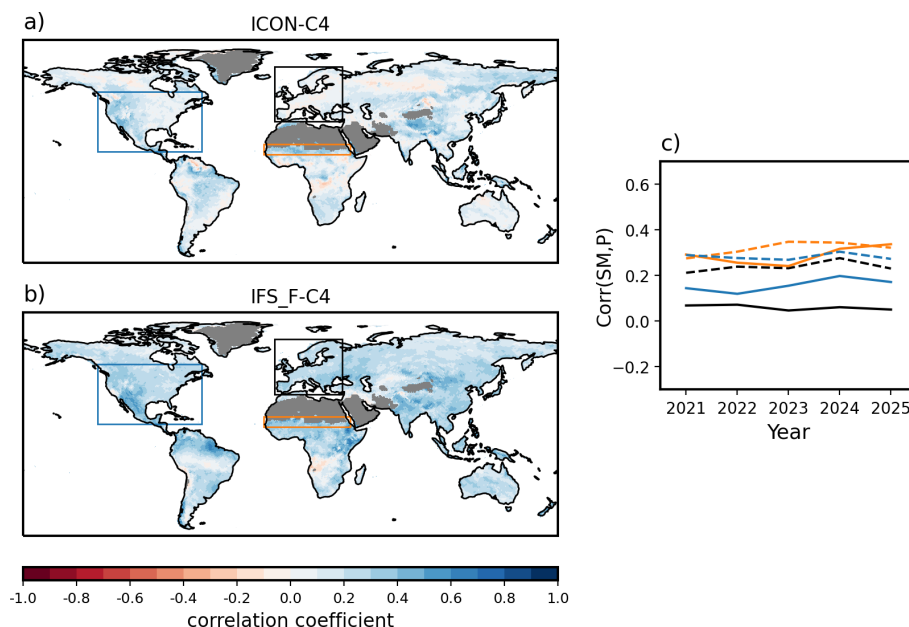 a)
ICON-C4
b)
IFS_F-C4
-1.0 -0.8 -0.6 -0.4 -0.2 0.0 0.2 0.4 0.6 0.8 1.0
correlation coefficient
c)
0.6
0.4
0.2
0.0
−0.2
Corr(SM,P)
2021 2022 2023 2024 2025
Year